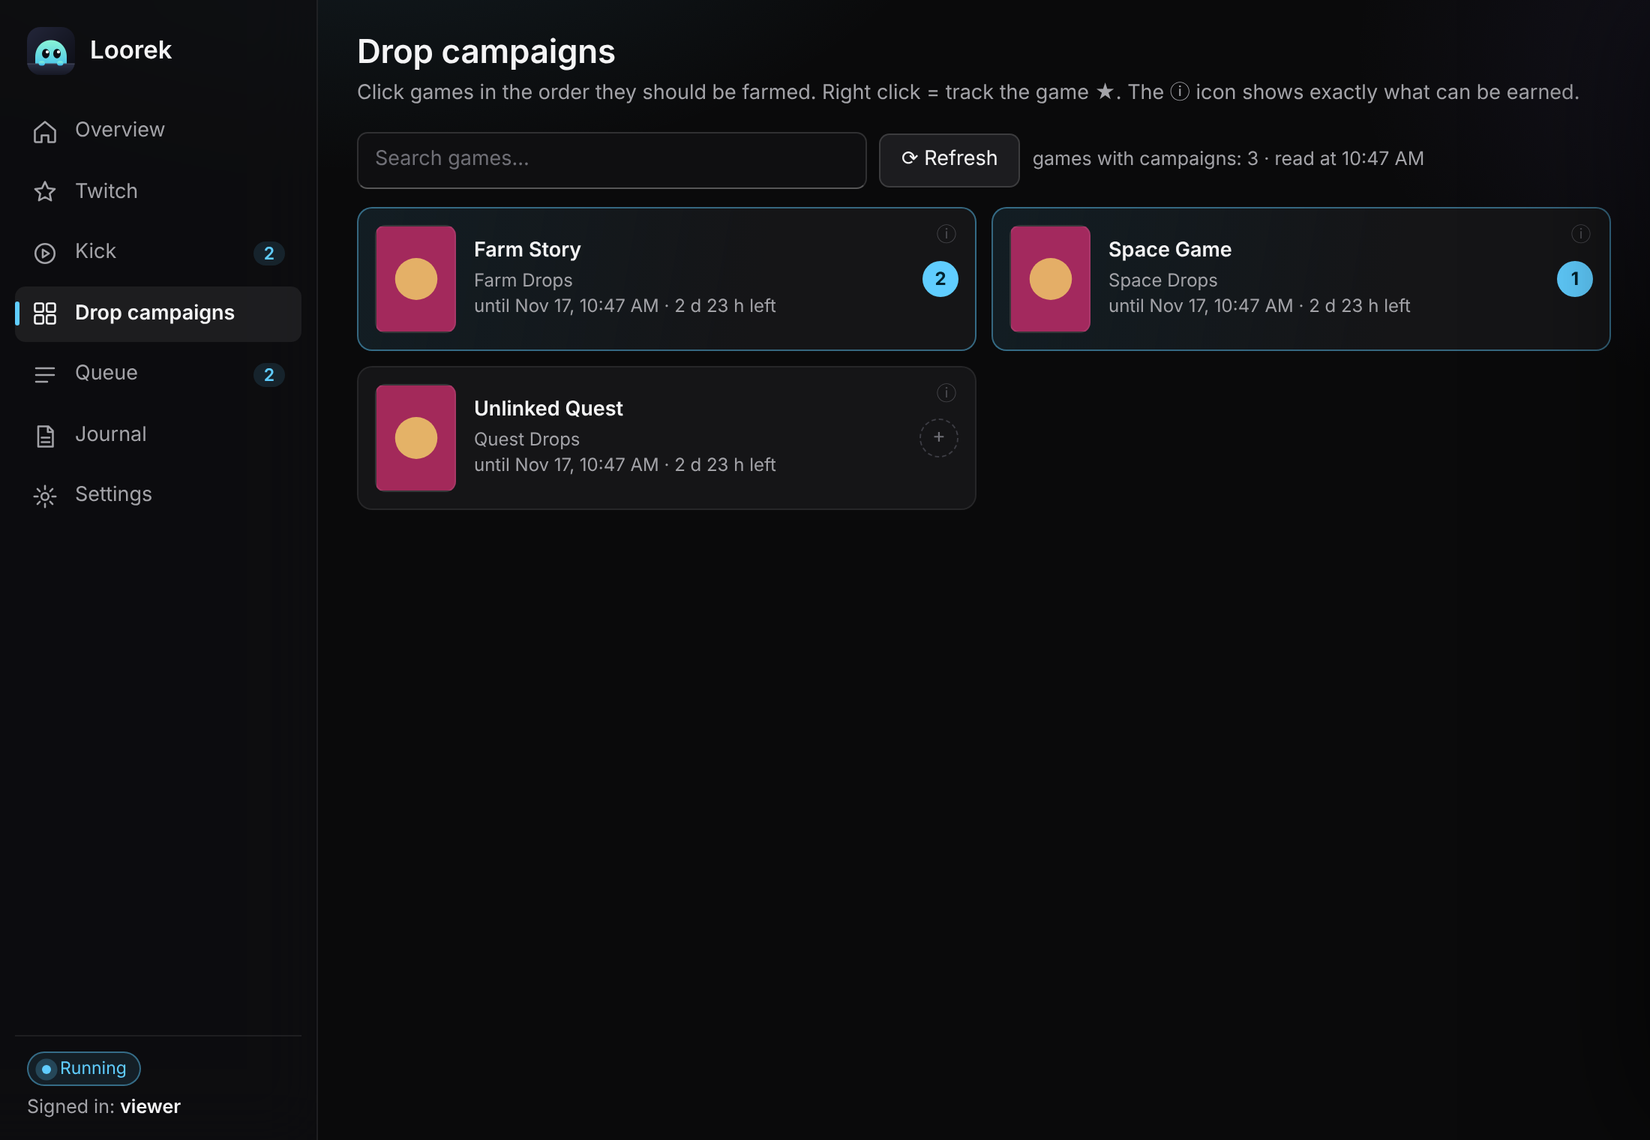 Loorek
Overview
Twitch
Kick 2
Drop campaigns
Queue 2
Journal
Settings
Running
Signed in: viewer
Drop campaigns
Click games in the order they should be farmed. Right click = track the game ★. The ⓘ icon shows exactly what can be earned.
Search games...
⟳ Refresh
games with campaigns: 3 · read at 10:47 AM
Farm Story
Farm Drops
until Nov 17, 10:47 AM · 2 d 23 h left
ⓘ
2
Space Game
Space Drops
until Nov 17, 10:47 AM · 2 d 23 h left
ⓘ
1
Unlinked Quest
Quest Drops
until Nov 17, 10:47 AM · 2 d 23 h left
ⓘ
+